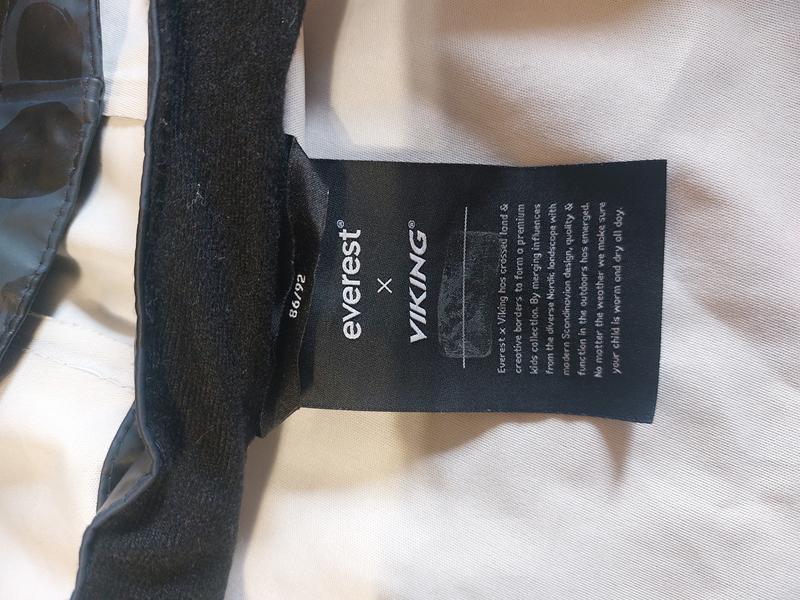 86/92
everest®
×
VIKING®
Everest x Viking has crossed land &
creative borders to form a premium
kids collection. By merging influences
from the diverse Nordic landscape with
modern Scandinavian design, quality &
function in the outdoors has emerged.
No matter the weather we make sure
your child is warm and dry all day.